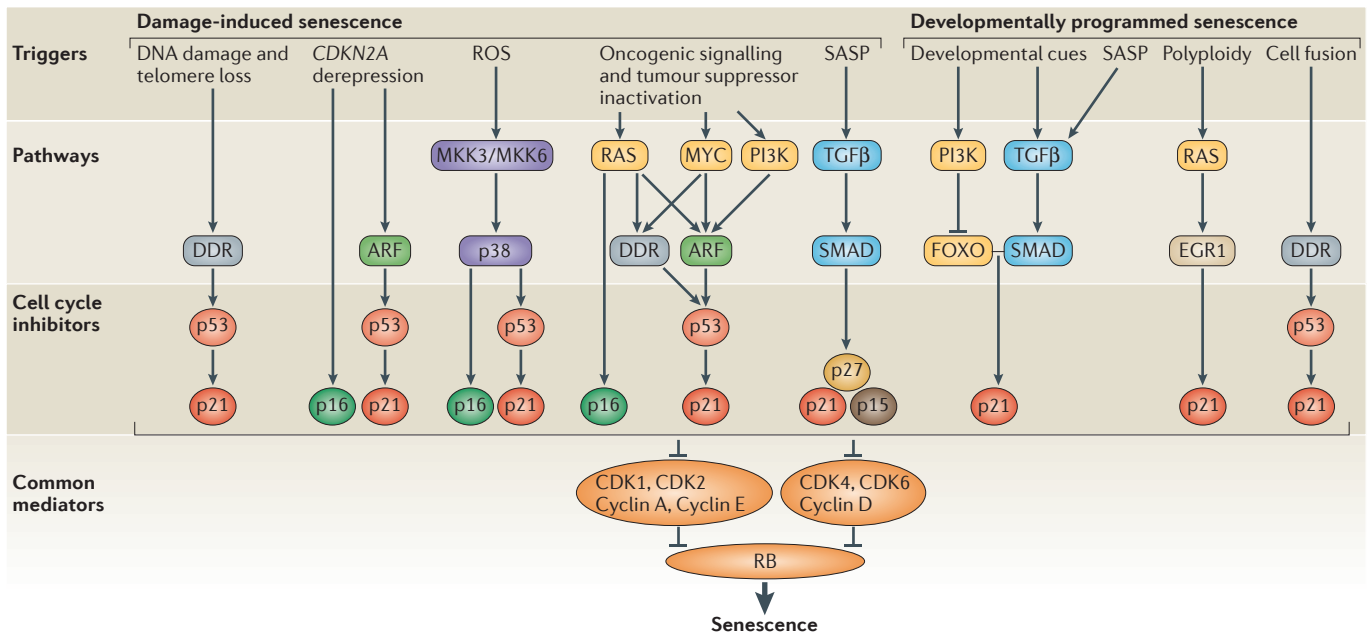 Damage-induced senescence
Developmentally programmed senescence
Triggers
DNA damage and
telomere loss
CDKN2A
derepression
ROS
Oncogenic signalling
and tumour suppressor
inactivation
SASP
Developmental cues
SASP
Polyploidy
Cell fusion
Pathways
MKK3/MKK6
RAS
MYC
PI3K
TGFβ
PI3K
TGFβ
RAS
DDR
ARF
p38
DDR
ARF
SMAD
FOXO
SMAD
EGR1
DDR
Cell cycle
inhibitors
p53
p53
p53
p53
p53
p27
p21
p16
p21
p16
p21
p16
p21
p21
p15
p21
p21
p21
Common
mediators
CDK1, CDK2
Cyclin A, Cyclin E
CDK4, CDK6
Cyclin D
RB
Senescence